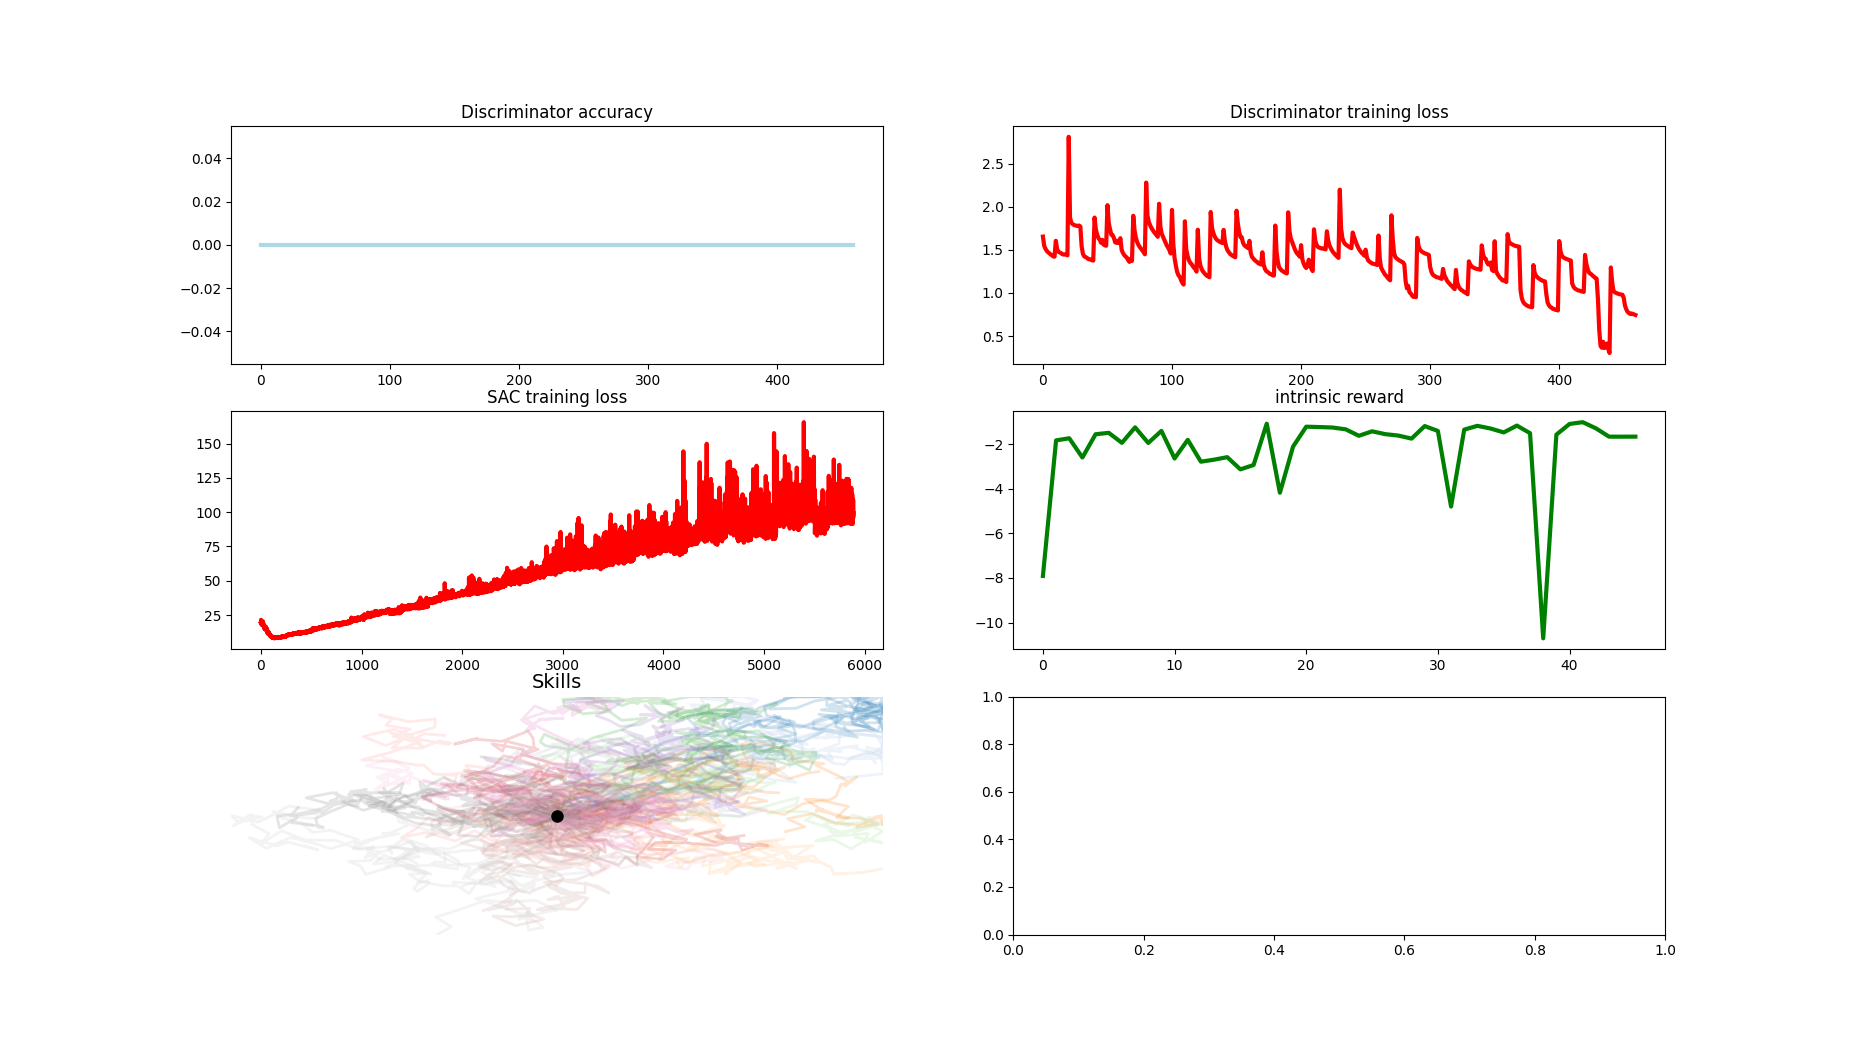 Discriminator accuracy
0.04
0.02
0.00
−0.02
−0.04
0 100 200 300 400
Discriminator training loss
2.5
2.0
1.5
1.0
0.5
0 100 200 300 400
SAC training loss
150
125
100
75
50
25
0 1000 2000 3000 4000 5000 6000
intrinsic reward
−2
−4
−6
−8
−10
0 10 20 30 40
Skills
1.0
0.8
0.6
0.4
0.2
0.0
0.0 0.2 0.4 0.6 0.8 1.0